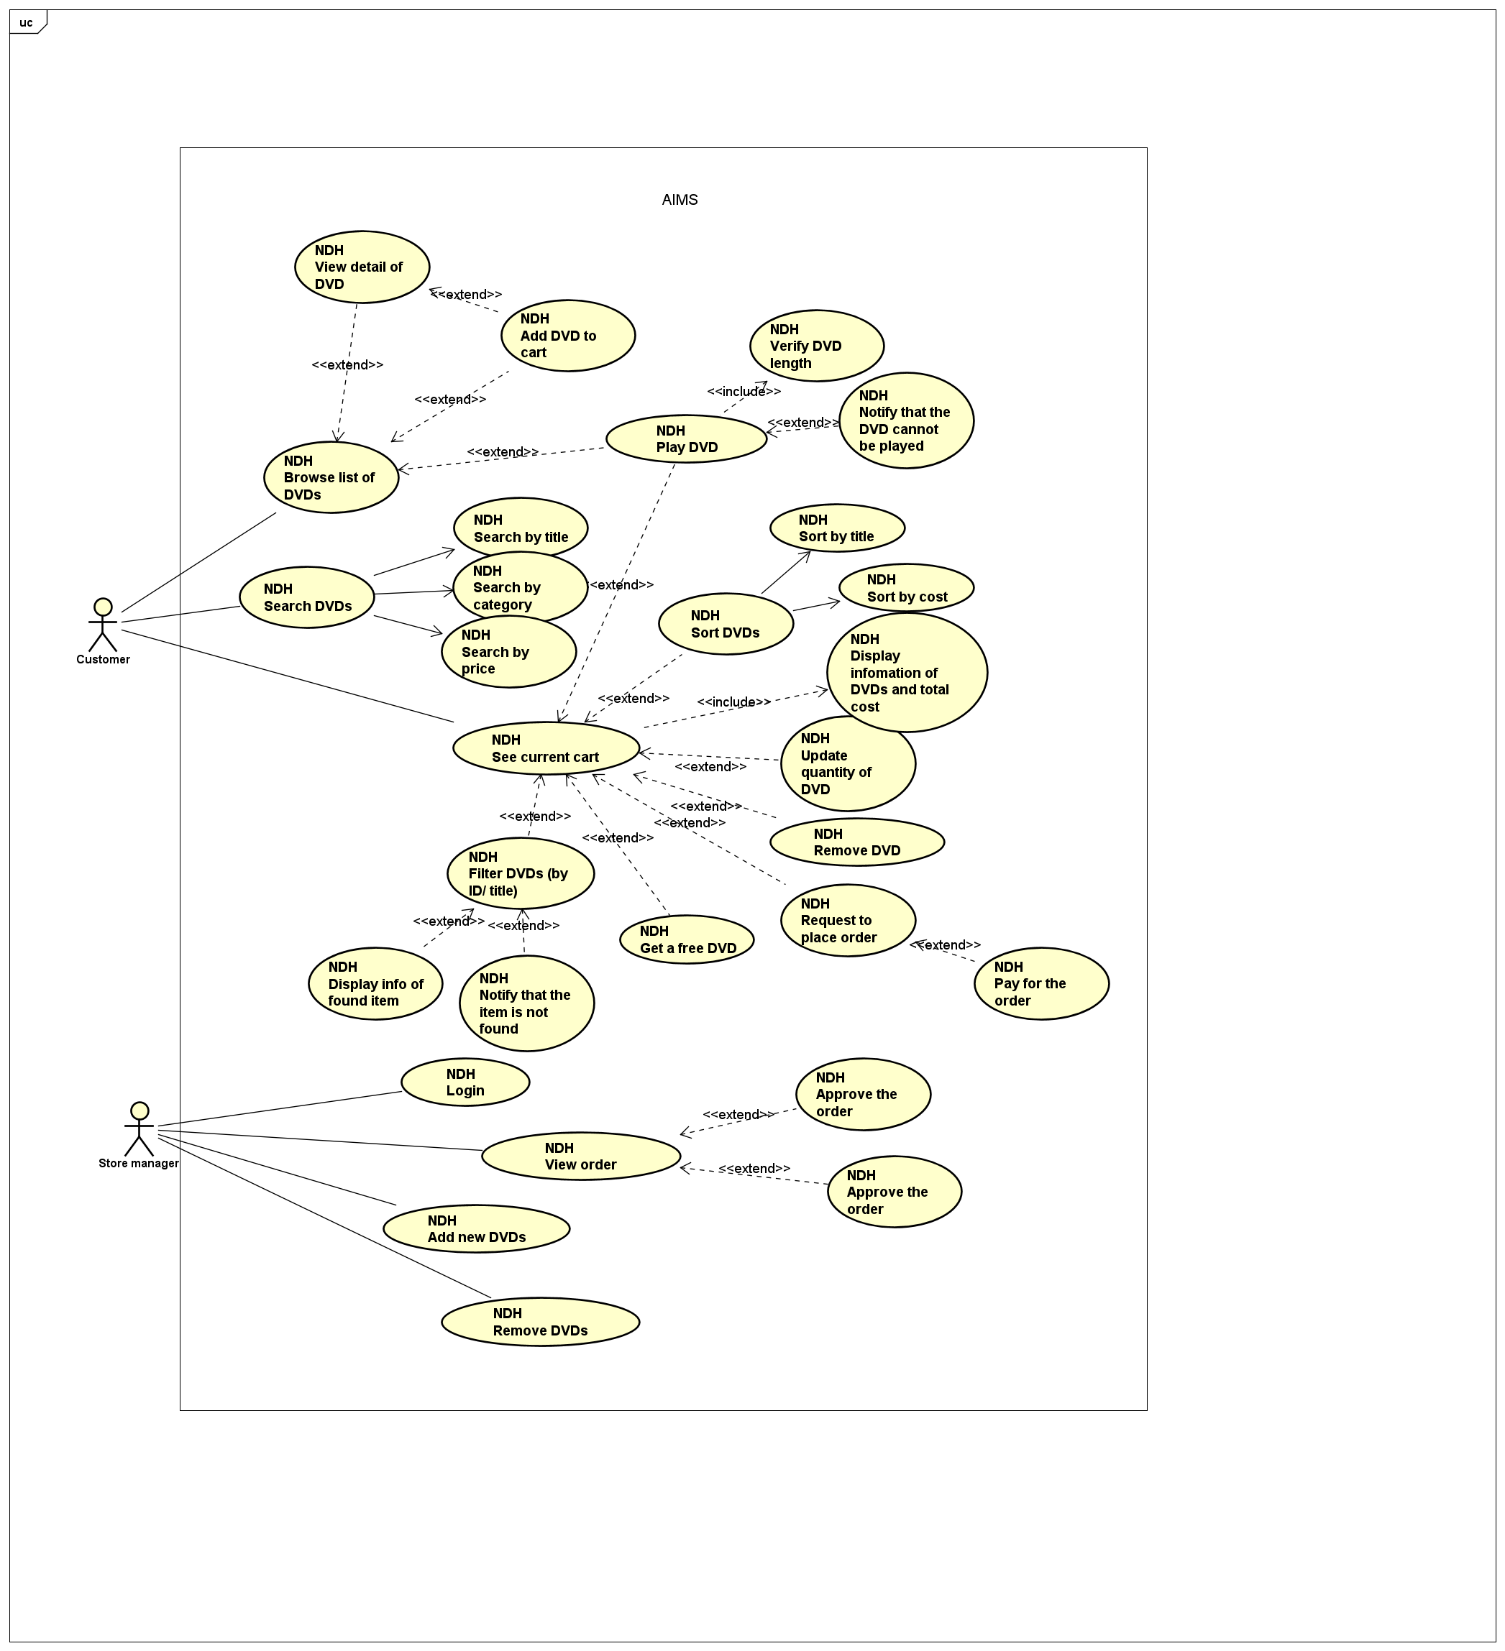 uc
AIMS
NDH
View detail of
DVD
<<extend>>
NDH
Add DVD to
cart
NDH
Verify DVD
length
<<extend>>
<<extend>>
<<include>>
NDH
Notify that the
DVD cannot
be played
<<extend>>
NDH
Play DVD
<<extend>>
NDH
Browse list of
DVDs
NDH
Search by title
NDH
Sort by title
NDH
Search by
category
<extend>>
NDH
Sort by cost
NDH
Search DVDs
NDH
Sort DVDs
NDH
Search by
price
NDH
Display
infomation of
DVDs and total
cost
Customer
<<extend>>
<<include>>
NDH
See current cart
NDH
Update
quantity of
DVD
<<extend>>
<<extend>>
<<extend>>
<<extend>>
<<extend>>
NDH
Remove DVD
NDH
Filter DVDs (by
ID/ title)
<<extend>>
<<extend>>
NDH
Get a free DVD
NDH
Request to
place order
<<extend>>
NDH
Display info of
found item
NDH
Notify that the
item is not
found
NDH
Pay for the
order
NDH
Login
NDH
Approve the
order
<<extend>>
Store manager
NDH
View order
<<extend>>
NDH
Approve the
order
NDH
Add new DVDs
NDH
Remove DVDs